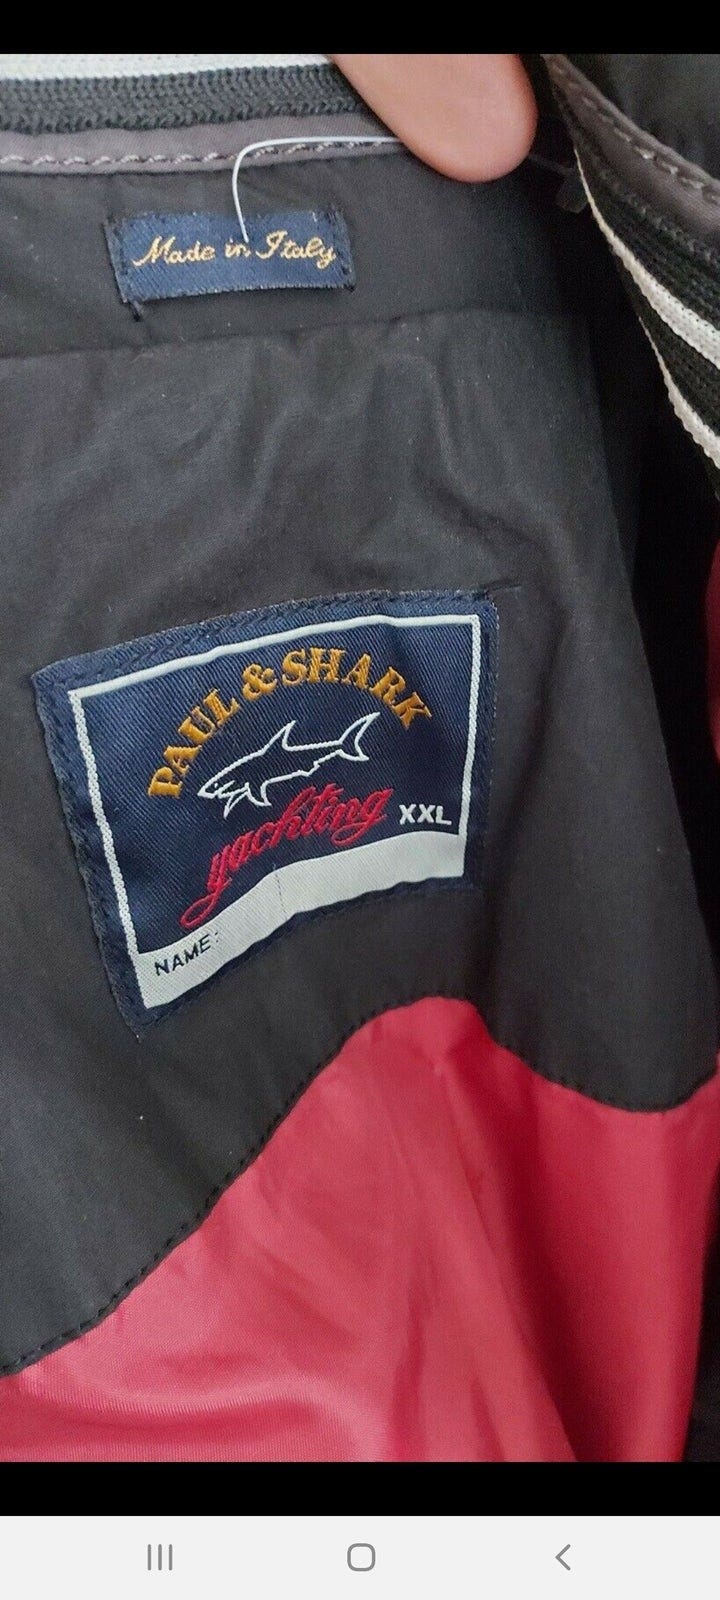 Made in Italy
PAUL & SHARK
yachting
XXL
NAME: